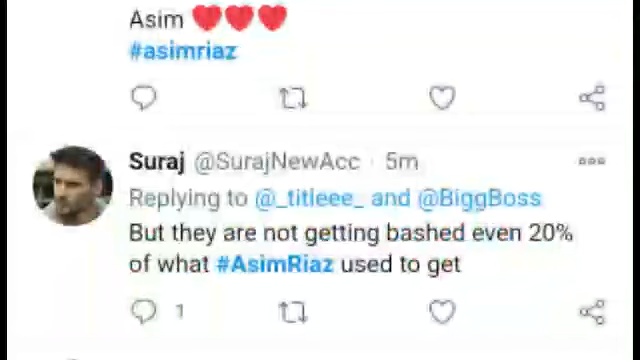 Asim ❤️❤️❤️
#asimriaz
Suraj @SurajNewAcc · 5m
Replying to @_titleee_ and @BiggBoss
But they are not getting bashed even 20%
of what #AsimRiaz used to get
1